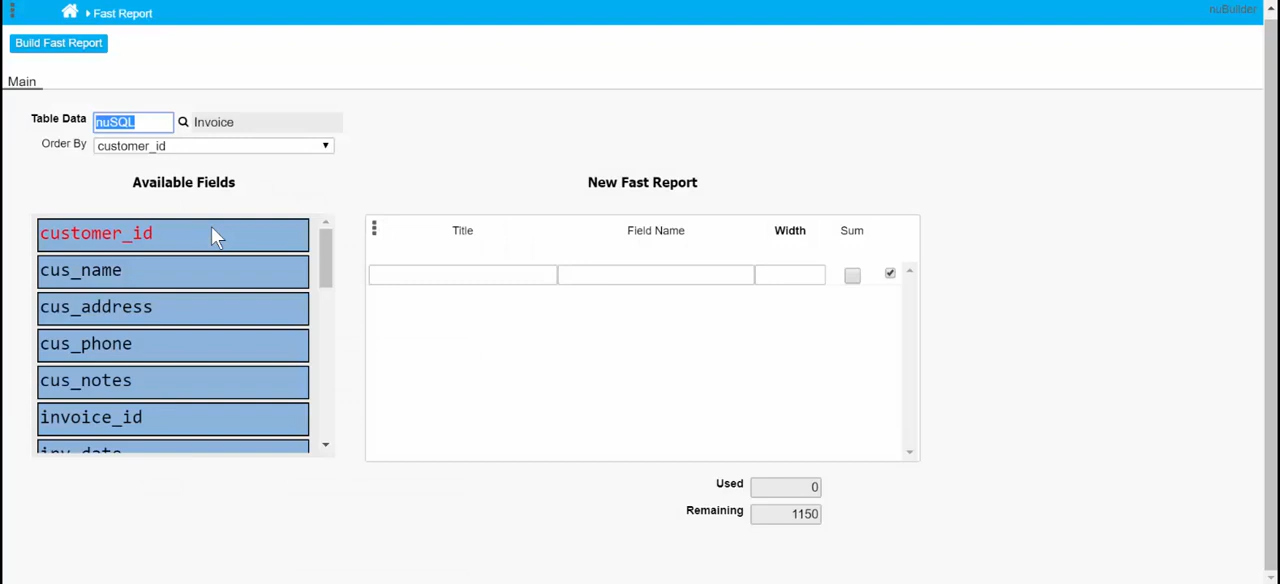 Fast Report
nuBuilder
Build Fast Report
Main
Table Data nuSQL Invoice
Order By customer_id
Available Fields
New Fast Report
customer_id
cus_name
cus_address
cus_phone
cus_notes
invoice_id
inv_date
Title Field Name Width Sum
Used 0
Remaining 1150